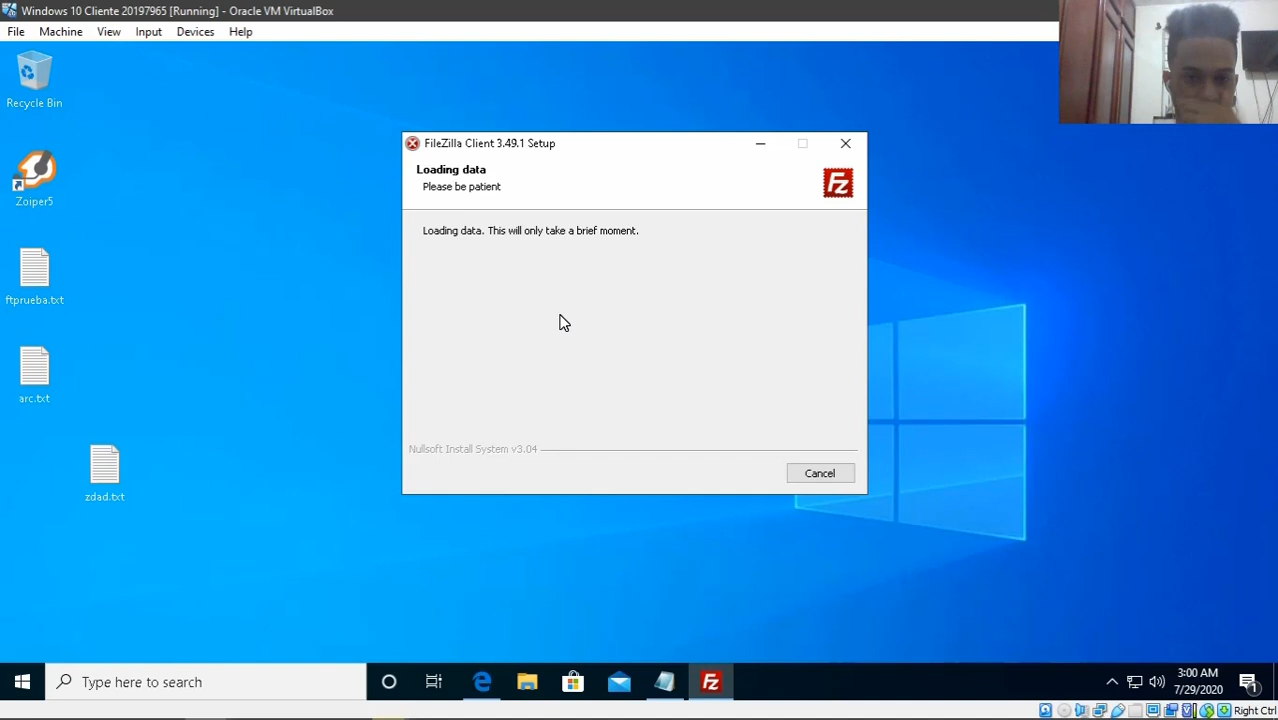 Windows 10 Cliente 20197965 [Running] - Oracle VM VirtualBox
File Machine View Input Devices Help
Recycle Bin
Zoiper5
ftprueba.txt
arc.txt
zdad.txt
FileZilla Client 3.49.1 Setup
Loading data
Please be patient
Fz
Loading data. This will only take a brief moment.
Nullsoft Install System v3.04
Cancel
Type here to search
Fz
3:00 AM
7/29/2020
1
Right Ctrl